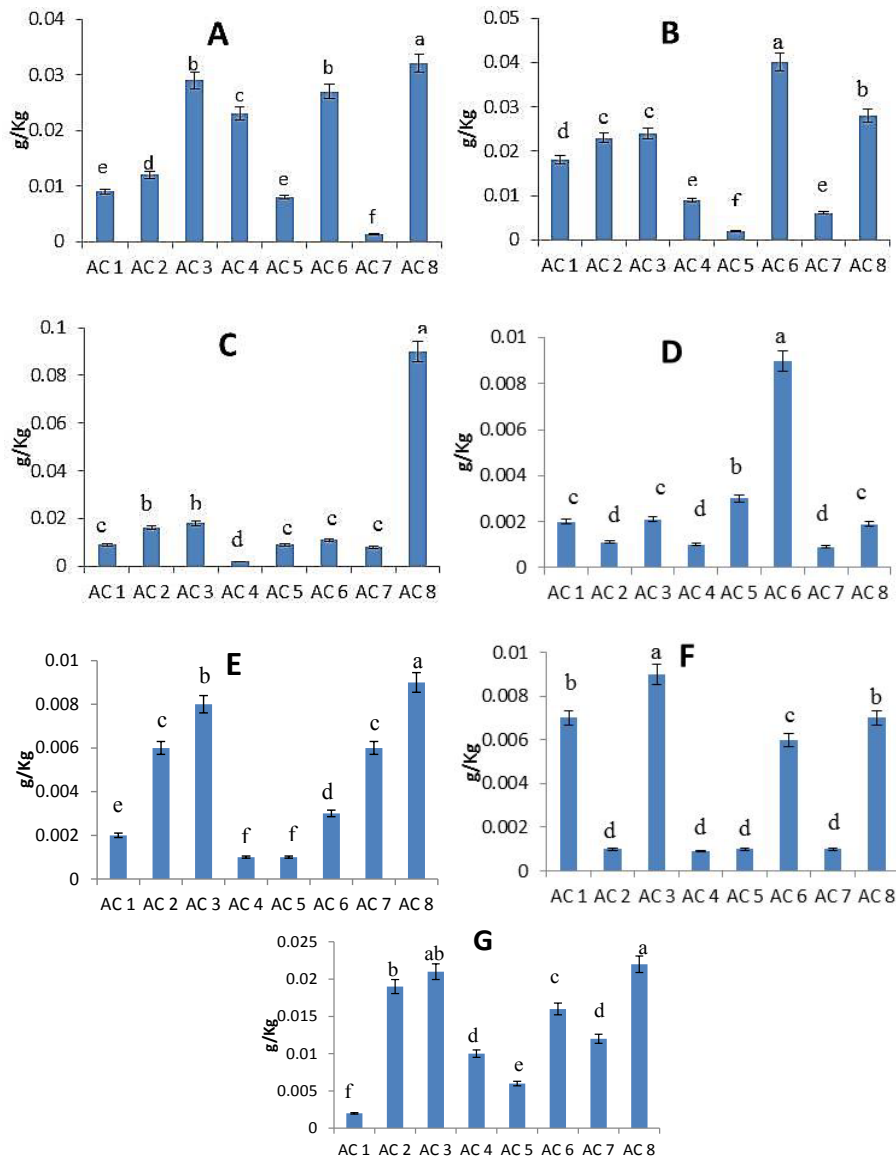 A
0.04
0.03
0.02
0.01
0
g/Kg
e
d
b
c
e
b
f
a
AC 1 AC 2 AC 3 AC 4 AC 5 AC 6 AC 7 AC 8
B
0.05
0.04
0.03
0.02
0.01
0
g/Kg
d
c
c
e
f
a
e
b
AC 1 AC 2 AC 3 AC 4 AC 5 AC 6 AC 7 AC 8
C
0.1
0.08
0.06
0.04
0.02
0
g/Kg
c
b
b
d
c
c
c
a
AC 1 AC 2 AC 3 AC 4 AC 5 AC 6 AC 7 AC 8
D
0.01
0.008
0.006
0.004
0.002
0
g/Kg
c
d
c
d
b
a
d
c
AC 1 AC 2 AC 3 AC 4 AC 5 AC 6 AC 7 AC 8
E
0.01
0.008
0.006
0.004
0.002
0
g/Kg
e
c
b
f
f
d
c
a
AC 1 AC 2 AC 3 AC 4 AC 5 AC 6 AC 7 AC 8
F
0.01
0.008
0.006
0.004
0.002
0
g/Kg
b
d
a
d
d
c
d
b
AC 1 AC 2 AC 3 AC 4 AC 5 AC 6 AC 7 AC 8
G
0.025
0.02
0.015
0.01
0.005
0
g/Kg
f
b
ab
d
e
c
d
a
AC 1 AC 2 AC 3 AC 4 AC 5 AC 6 AC 7 AC 8